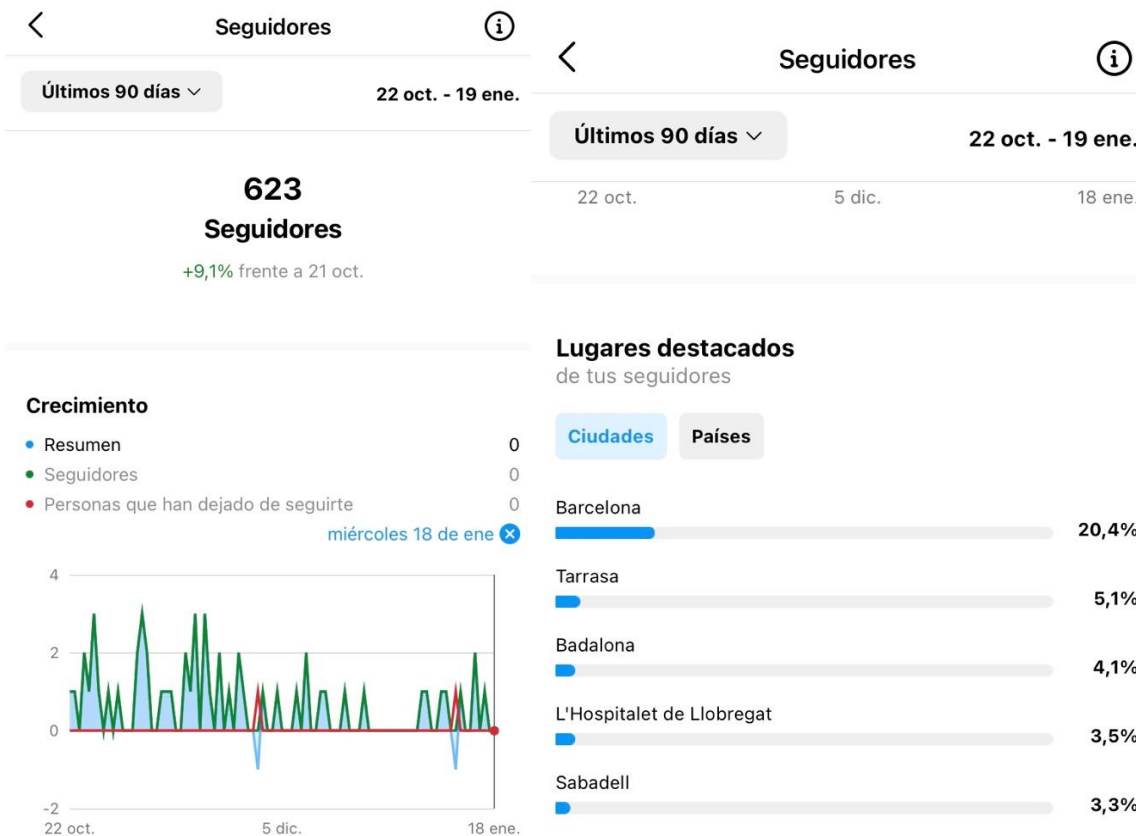 Seguidores
Últimos 90 días
22 oct. - 19 ene.
623
Seguidores
+9,1% frente a 21 oct.
Crecimiento
Resumen 0
Seguidores 0
Personas que han dejado de seguirte 0
miércoles 18 de ene
4
2
0
-2
22 oct. 5 dic. 18 ene.
Seguidores
Últimos 90 días
22 oct. - 19 ene.
22 oct. 5 dic. 18 ene.
Lugares destacados
de tus seguidores
Ciudades Países
Barcelona
20,4%
Tarrasa
5,1%
Badalona
4,1%
L'Hospitalet de Llobregat
3,5%
Sabadell
3,3%